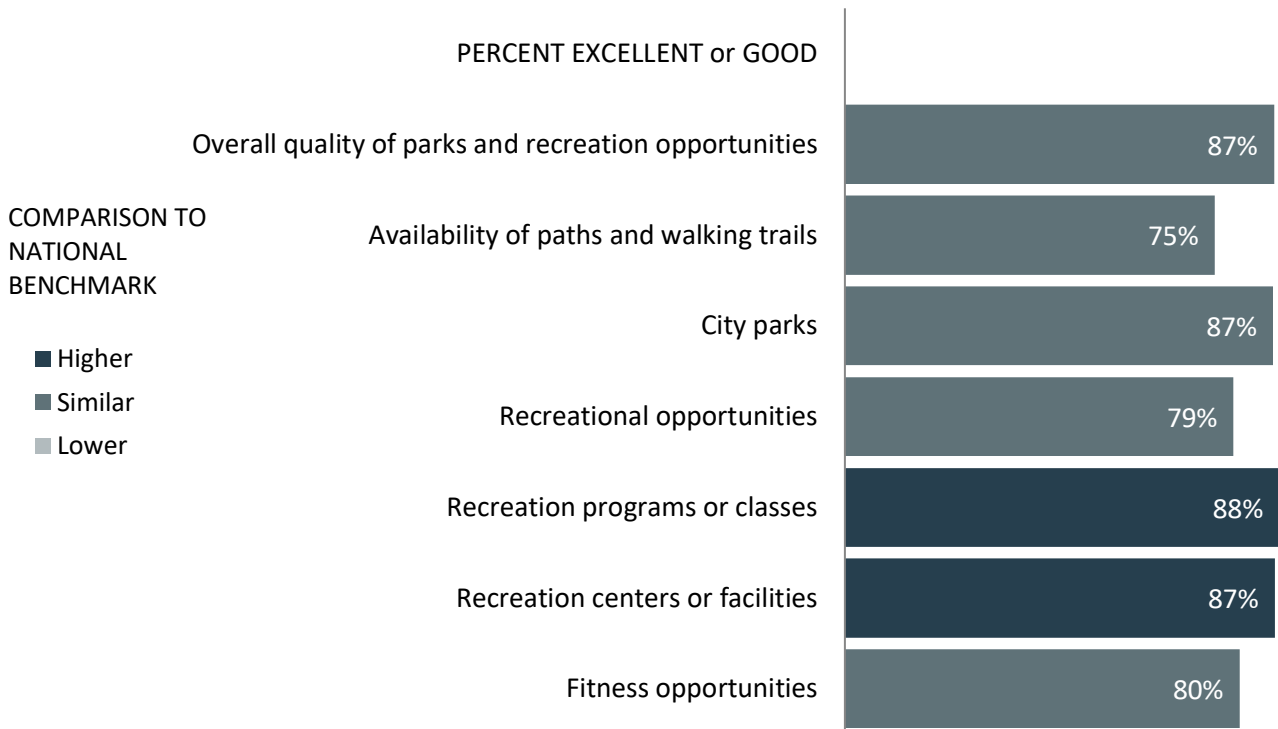 PERCENT EXCELLENT or GOOD
Overall quality of parks and recreation opportunities 87%
COMPARISON TO
NATIONAL
BENCHMARK
Higher
Similar
Lower
Availability of paths and walking trails 75%
City parks 87%
Recreational opportunities 79%
Recreation programs or classes 88%
Recreation centers or facilities 87%
Fitness opportunities 80%